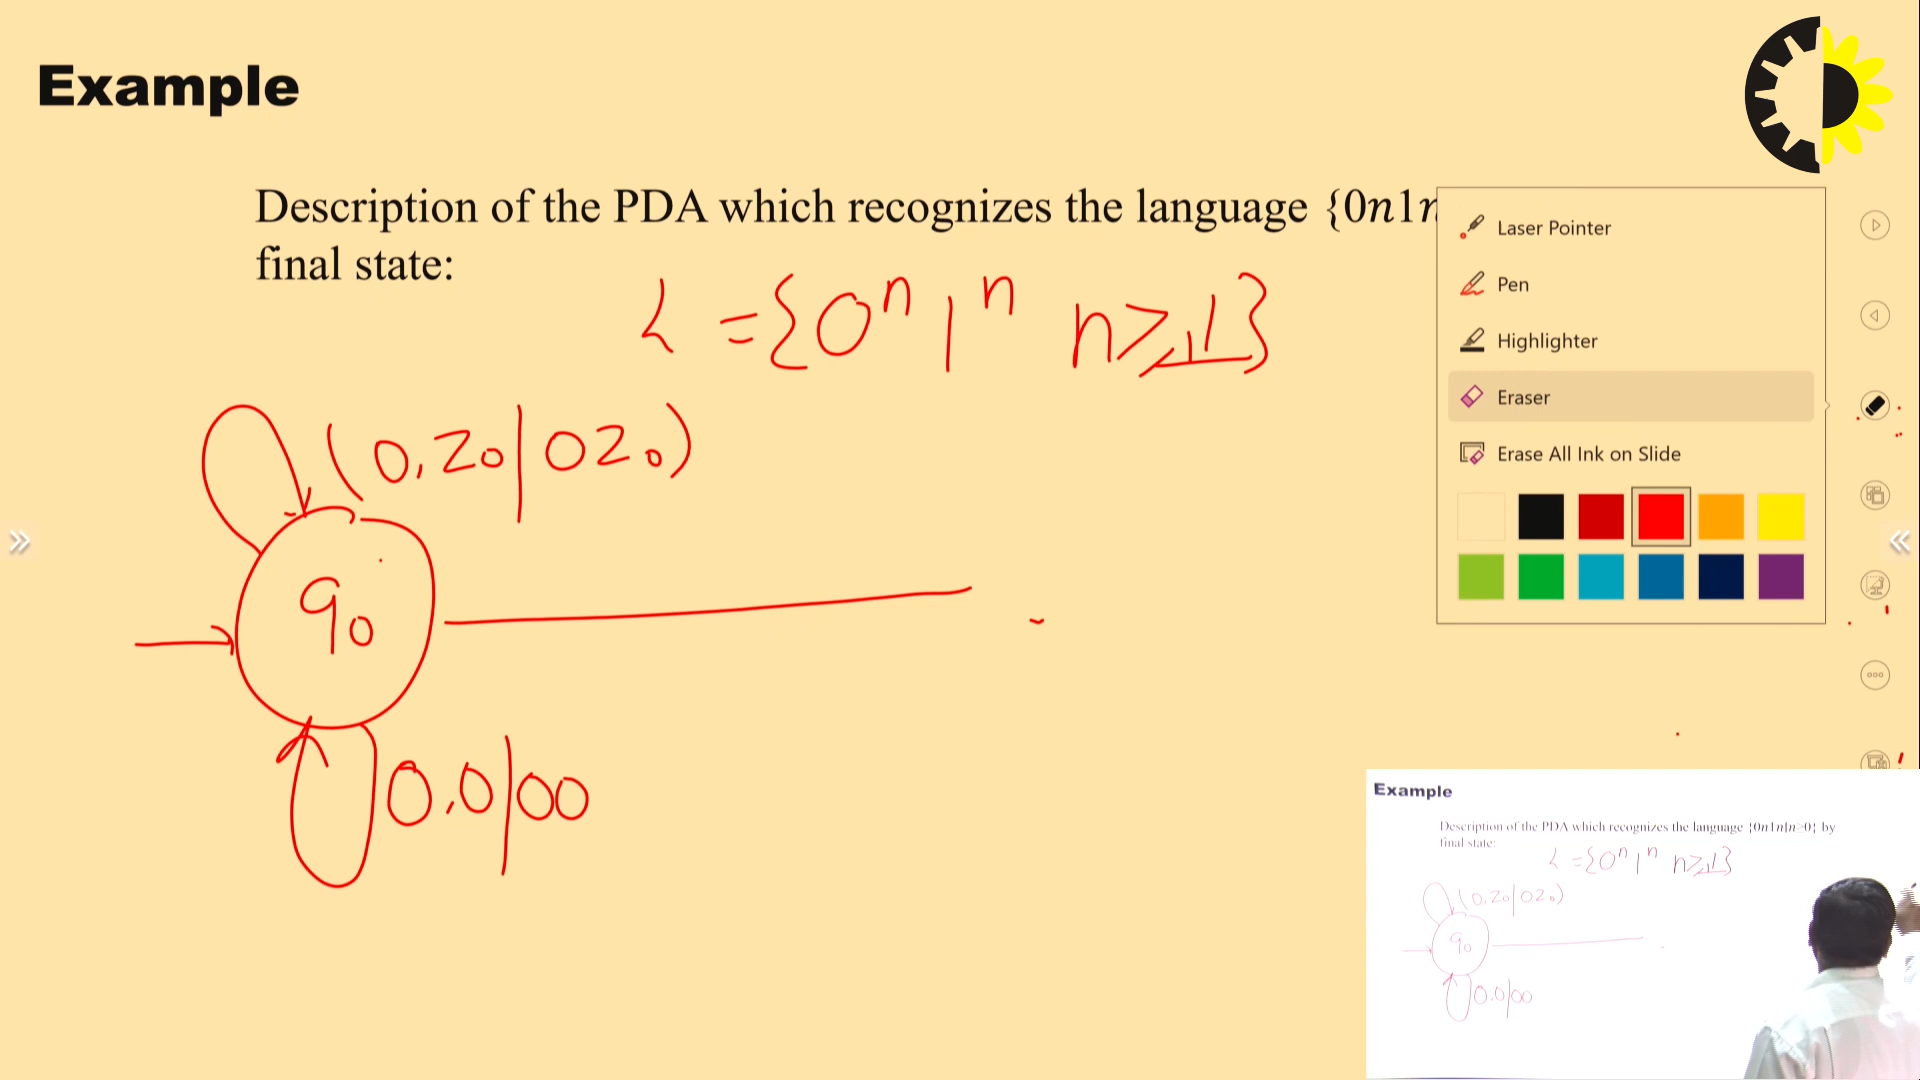 Example
Description of the PDA which recognizes the language {0n1n
final state:
L = {0ⁿ 1ⁿ n≥1}
(0,Z0|0Z0)
q0
0,0|00
Laser Pointer
Pen
Highlighter
Eraser
Erase All Ink on Slide
Example
Description of the PDA which recognizes the language {0n1n|n>0} by
final state:
L = {0ⁿ 1ⁿ n≥1}
(0,Z0|0Z0)
q0
0,0|00